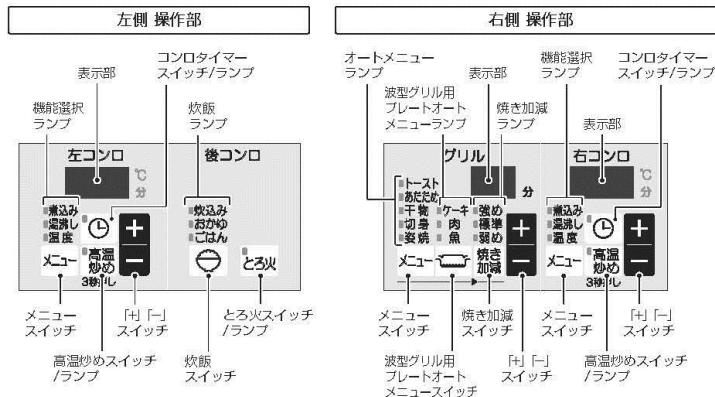 左側 操作部
コンロタイマー
スイッチ/ランプ
表示部
機能選択
ランプ
炊飯
ランプ
左コンロ
後コンロ
℃
分
煮込み
湯沸し
温度
炊込み
おかゆ
ごはん
メニュー
高温
炒め
3秒押し
+
−
とろ火
メニュー
スイッチ
「+」「−」
スイッチ
とろ火スイッチ
/ランプ
高温炒めスイッチ
/ランプ
炊飯
スイッチ
右側 操作部
オートメニュー
ランプ
表示部
機能選択
ランプ
コンロタイマー
スイッチ/ランプ
波型グリル用
プレートオート
メニューランプ
焼き加減
ランプ
表示部
グリル
右コンロ
℃
分
トースト
あたため
干物
切身
姿焼
ケーキ
肉
魚
強め
標準
弱め
分
メニュー
焼き
加減
+
−
煮込み
湯沸し
温度
メニュー
高温
炒め
3秒押し
+
−
メニュー
スイッチ
焼き加減
スイッチ
メニュー
スイッチ
「+」「−」
スイッチ
波型グリル用
プレートオート
メニュースイッチ
「+」「−」
スイッチ
高温炒めスイッチ
/ランプ